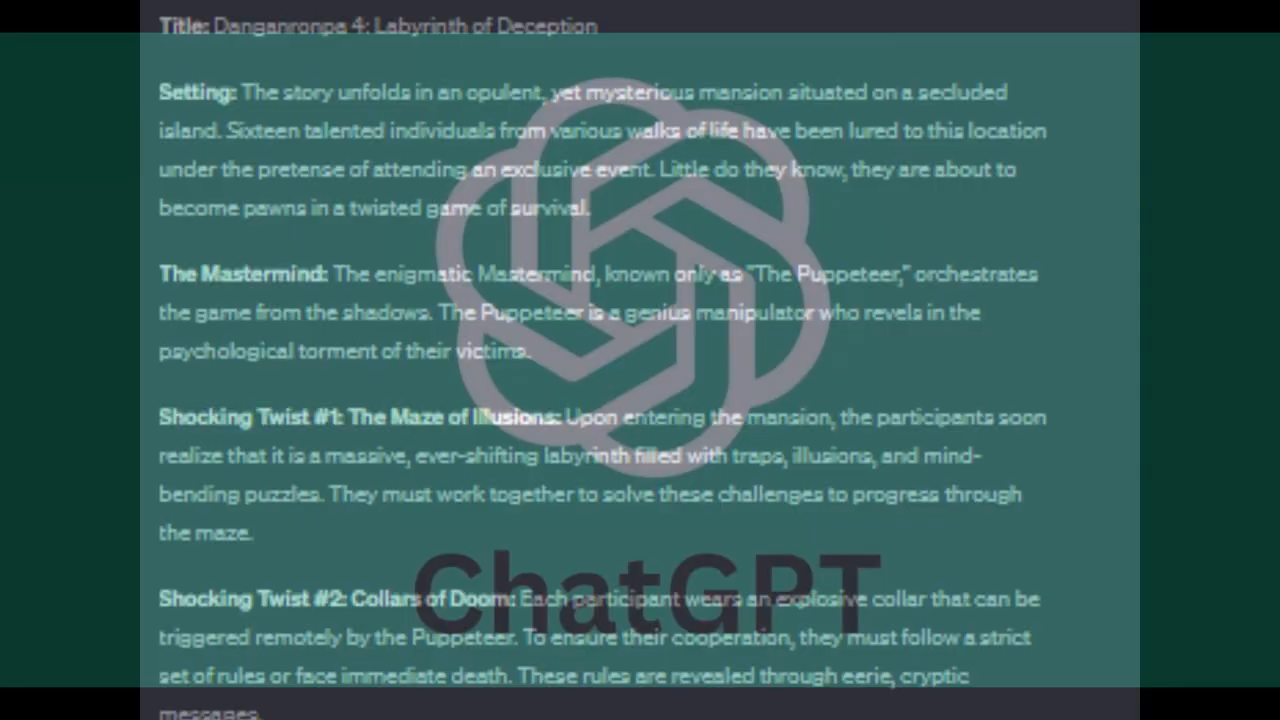 Title: Danganronpa 4: Labyrinth of Deception
Setting: The story unfolds in an opulent, yet mysterious mansion situated on a secluded
island. Sixteen talented individuals from various walks of life have been lured to this location
under the pretense of attending an exclusive event. Little do they know, they are about to
become pawns in a twisted game of survival.
The Mastermind: The enigmatic Mastermind, known only as "The Puppeteer," orchestrates
the game from the shadows. The Puppeteer is a genius manipulator who revels in the
psychological torment of their victims.
Shocking Twist #1: The Maze of Illusions: Upon entering the mansion, the participants soon
realize that it is a massive, ever-shifting labyrinth filled with traps, illusions, and mind-
bending puzzles. They must work together to solve these challenges to progress through
the maze.
Shocking Twist #2: Collars of Doom: Each participant wears an explosive collar that can be
triggered remotely by the Puppeteer. To ensure their cooperation, they must follow a strict
set of rules or face immediate death. These rules are revealed through eerie, cryptic
messages.
ChatGPT